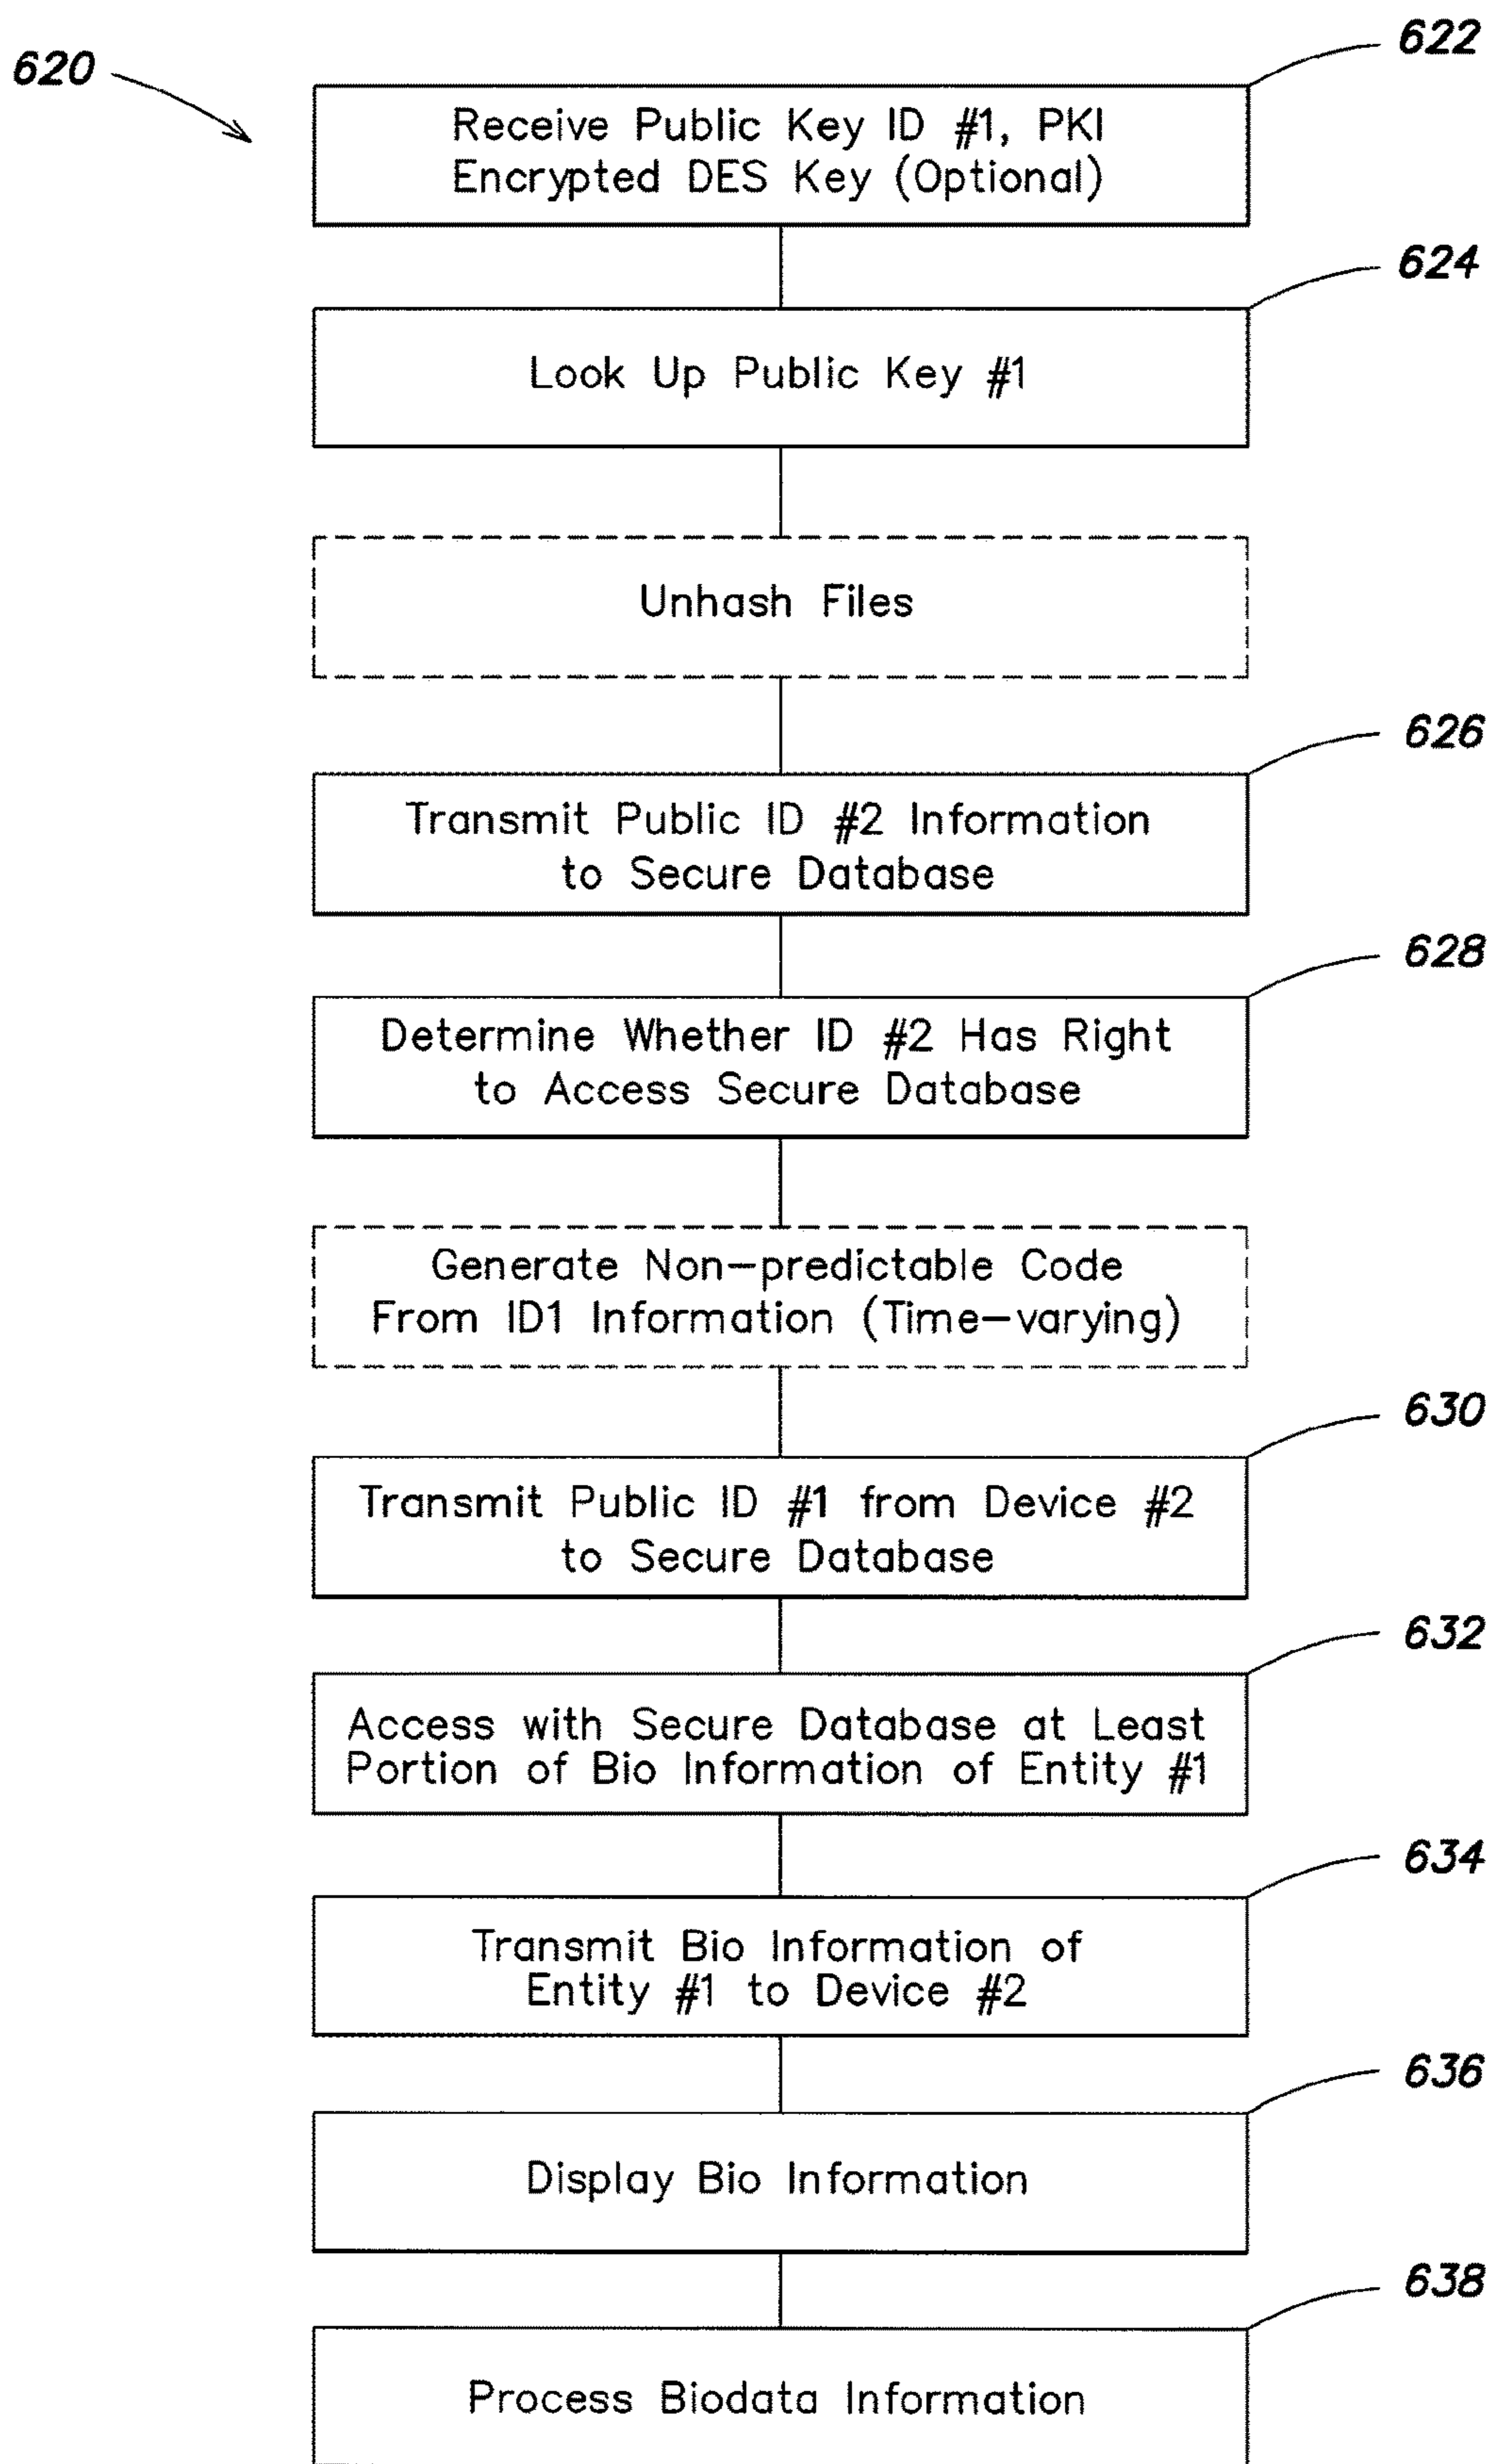 620
622
Receive Public Key ID #1, PKI
Encrypted DES Key (Optional)
624
Look Up Public Key #1
Unhash Files
626
Transmit Public ID #2 Information
to Secure Database
628
Determine Whether ID #2 Has Right
to Access Secure Database
Generate Non-predictable Code
From ID1 Information (Time-varying)
630
Transmit Public ID #1 from Device #2
to Secure Database
632
Access with Secure Database at Least
Portion of Bio Information of Entity #1
634
Transmit Bio Information of
Entity #1 to Device #2
636
Display Bio Information
638
Process Biodata Information